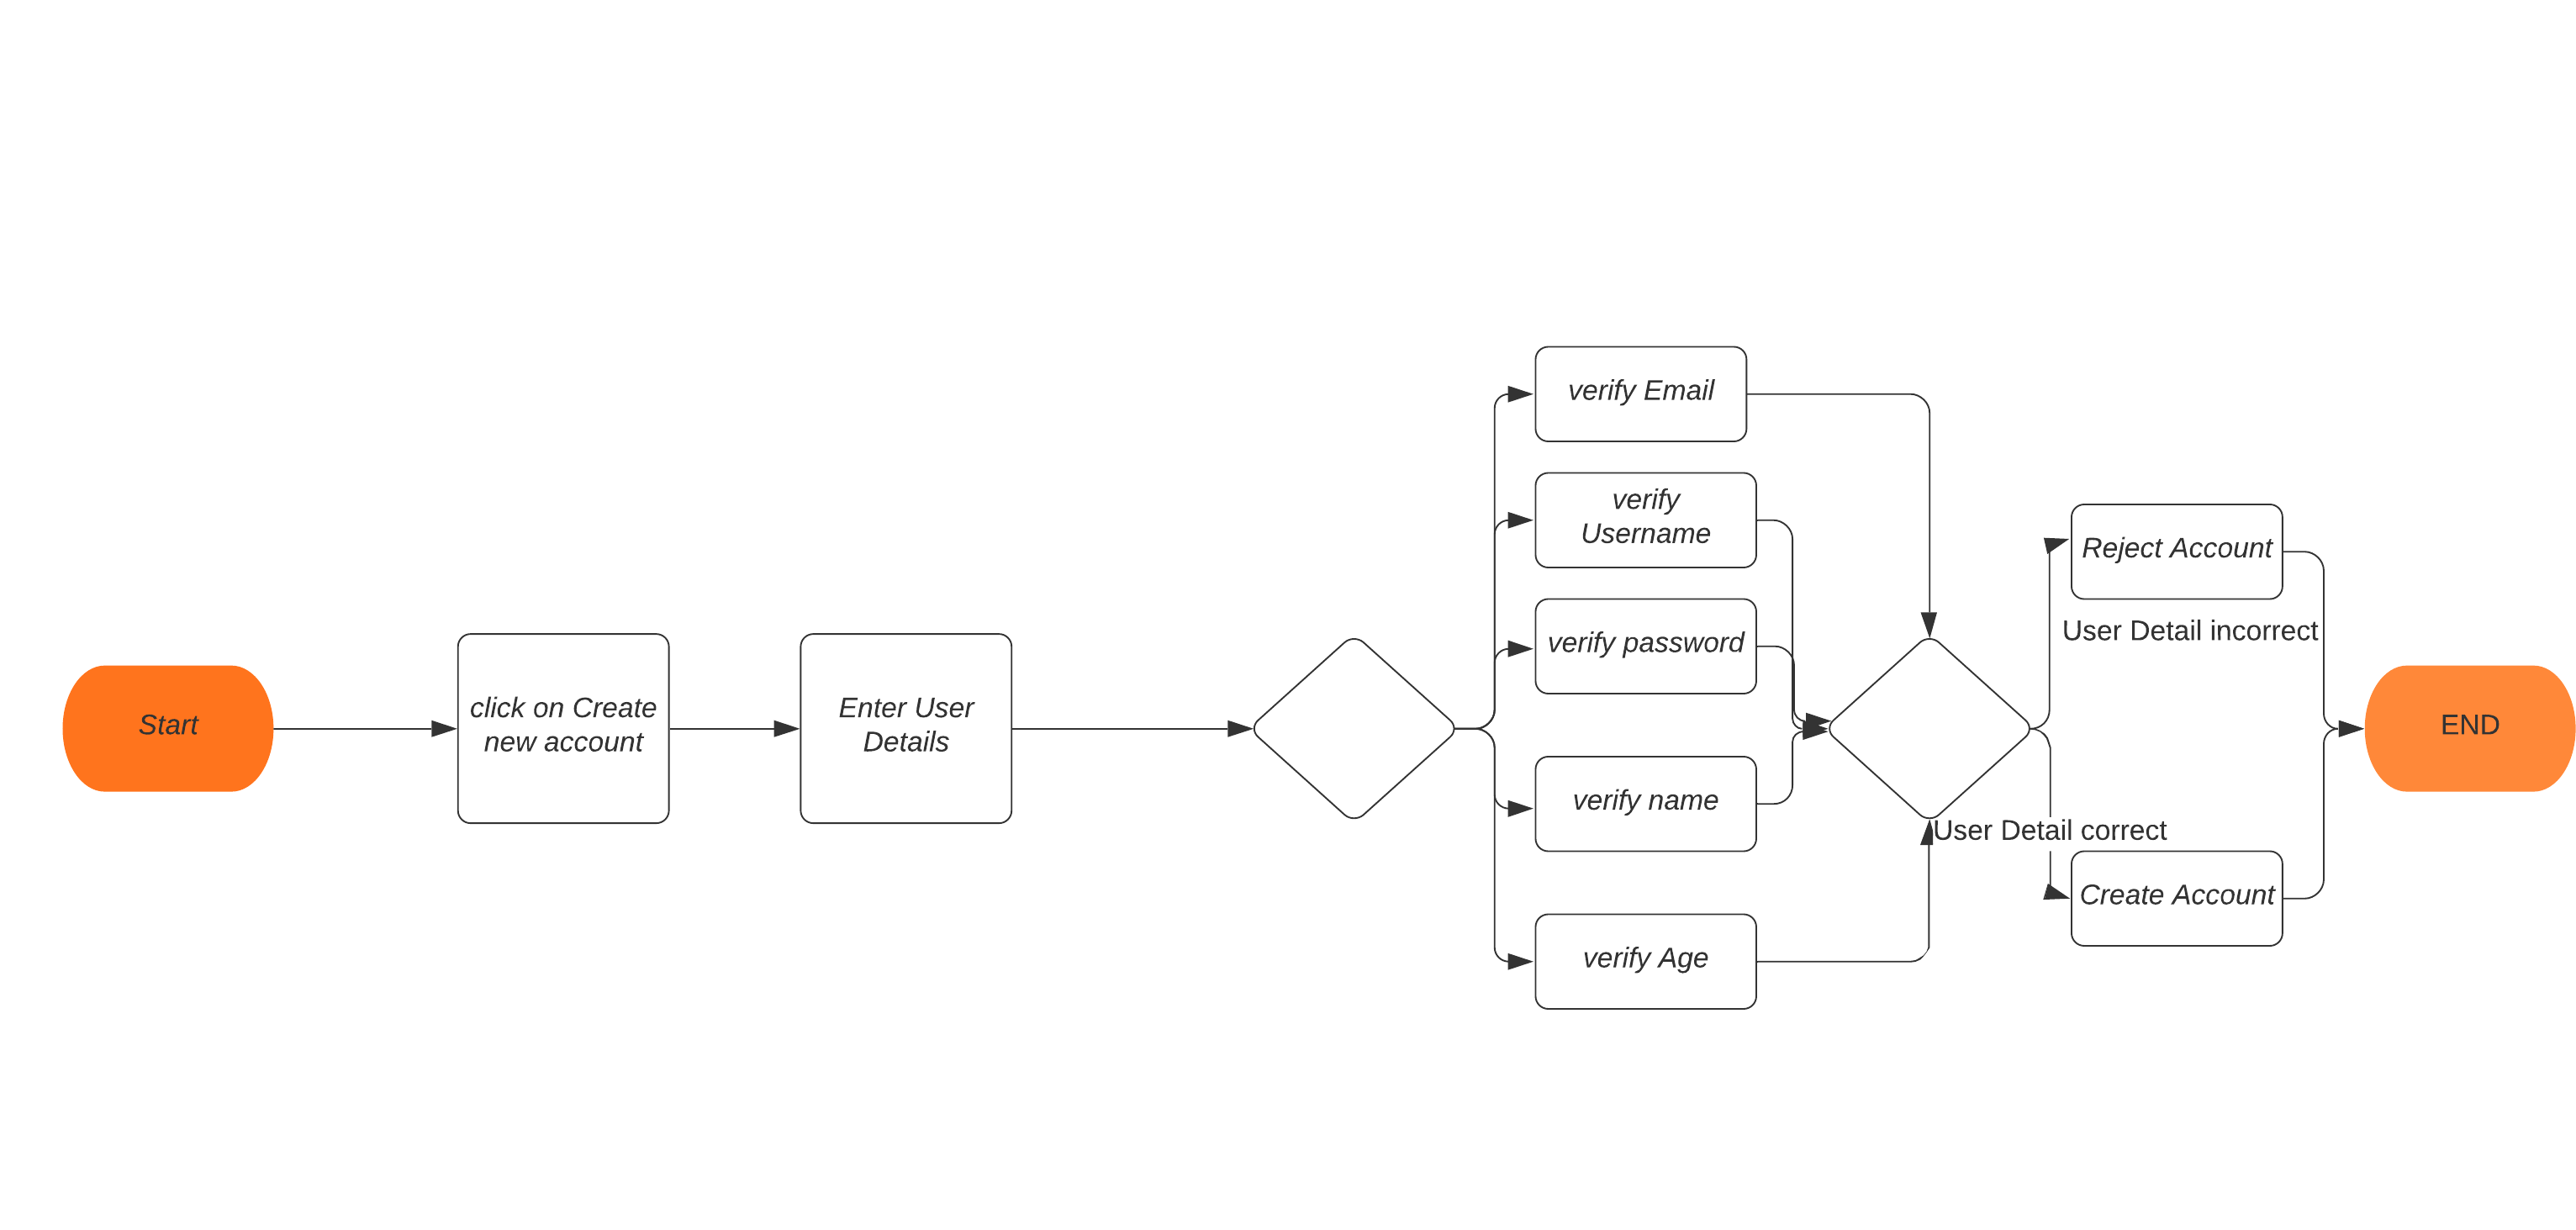 Start
click on Create
new account
Enter User
Details
verify Email
verify
Username
verify password
verify name
verify Age
Reject Account
User Detail incorrect
User Detail correct
Create Account
END